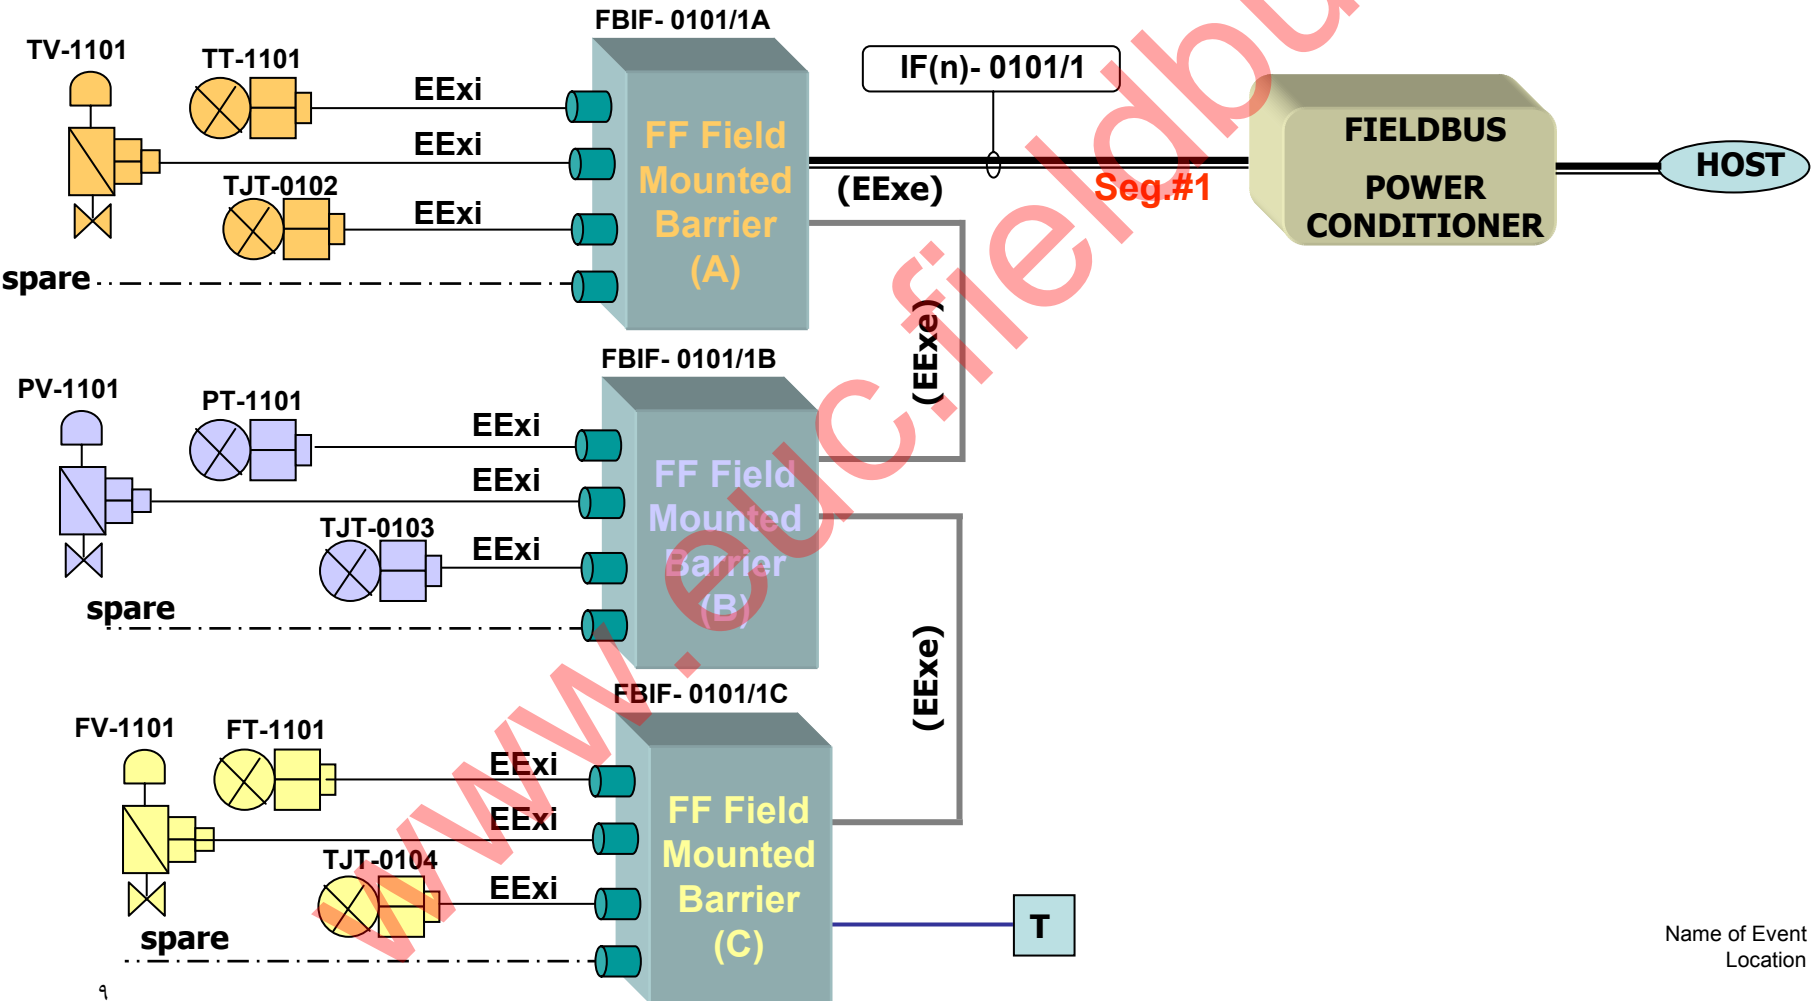 FBIF- 0101/1A
TV-1101
TT-1101
EExi
IF(n)- 0101/1
EExi
TJT-0102
EExi
spare
FF Field
Mounted
Barrier
(A)
(EExe)
Seg.#1
FIELDBUS
POWER
CONDITIONER
HOST
(EExe)
FBIF- 0101/1B
PV-1101
PT-1101
EExi
EExi
TJT-0103
EExi
spare
FF Field
Mounted
Barrier
(B)
(EExe)
FBIF- 0101/1C
FV-1101
FT-1101
EExi
EExi
TJT-0104
EExi
spare
FF Field
Mounted
Barrier
(C)
T
Name of Event
Location
۹
www.euc.fieldbu